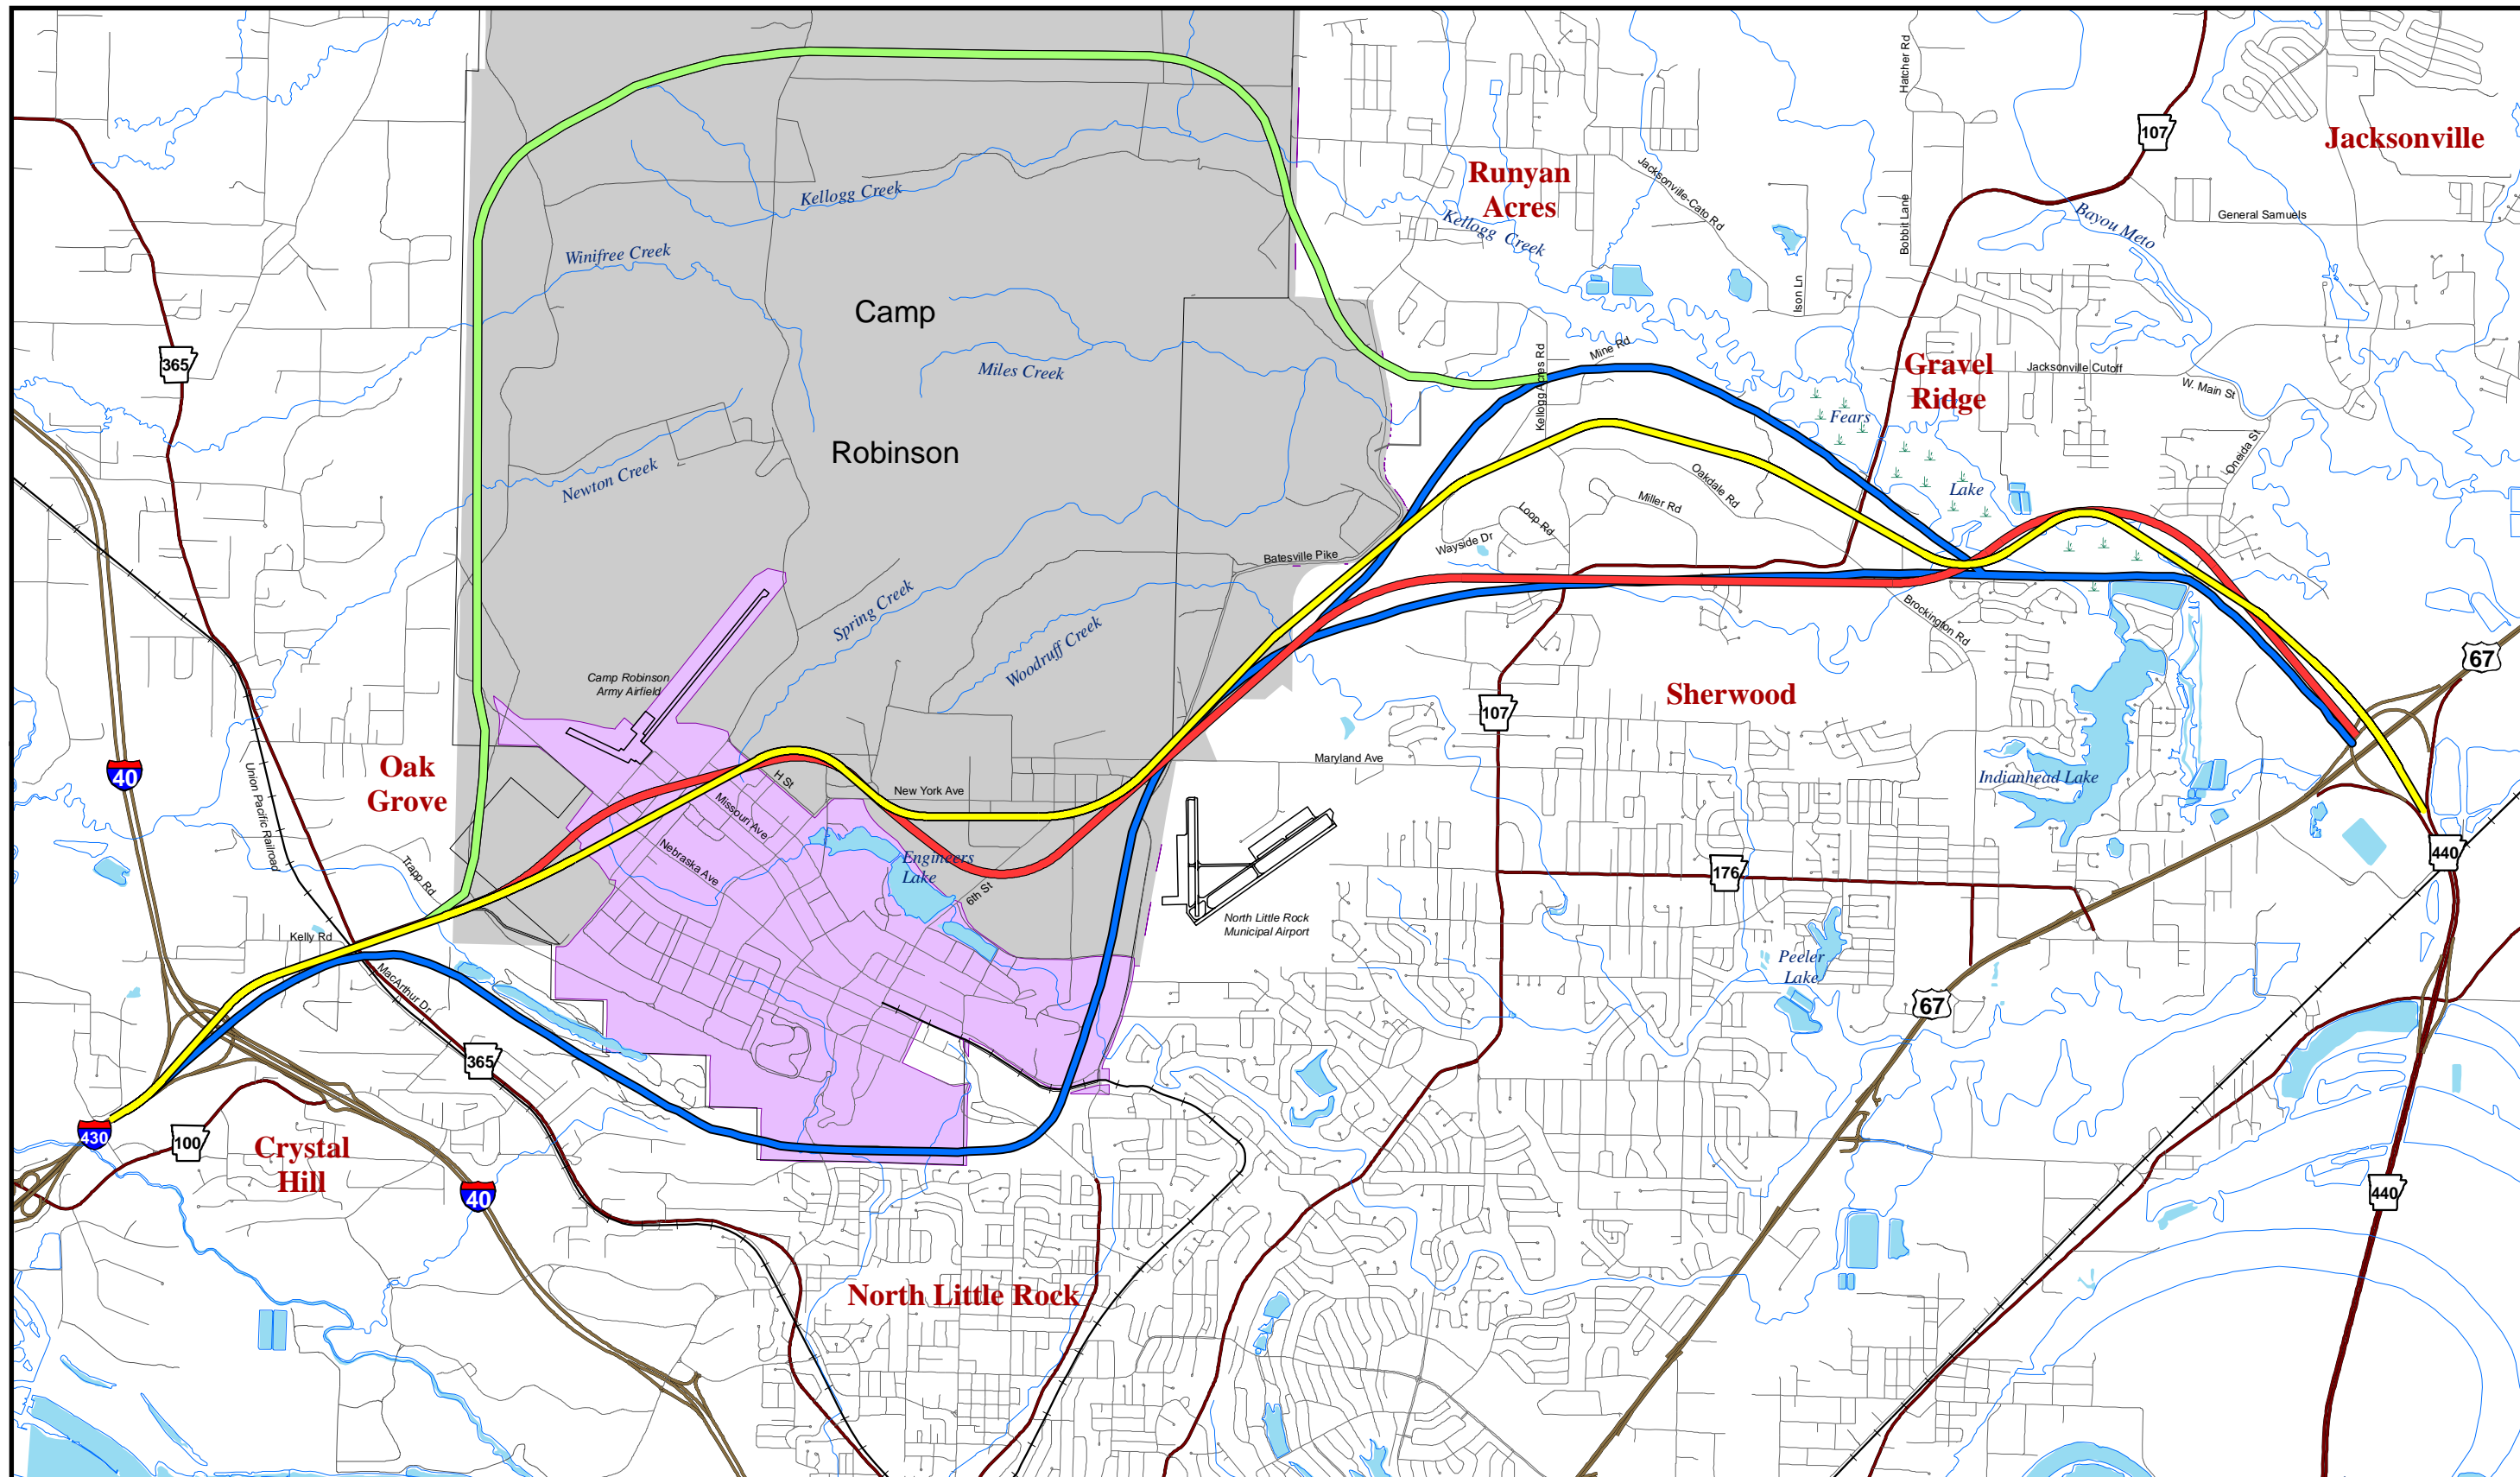 Hatcher Rd
107
Jacksonville
Runyan
Acres
Jacksonville-Cato Rd
Kellogg Creek
Kellogg Creek
Bobbit Lane
Bayou Meto
General Samuels
Winifree Creek
Ison Ln
Camp
365
Miles Creek
Kellogg Acres Rd
Mine Rd
Gravel
Ridge
Jacksonville Cutoff
W. Main St
Fears
Robinson
Newton Creek
Oneida St
Oakdale Rd
Lake
Miller Rd
Loop Rd
Wayside Dr
Batesville Pike
Spring Creek
Woodruff Creek
Brockington Rd
67
Camp Robinson
Army Airfield
Sherwood
107
Maryland Ave
Oak
Grove
40
Union Pacific Railroad
H St
New York Ave
Missouri Ave
Indianhead Lake
Nebraska Ave
Engineers
Lake
Trapp Rd
6th St
440
176
North Little Rock
Municipal Airport
Kelly Rd
Peeler
Lake
MacArthur Dr
67
365
430
100
Crystal
Hill
40
440
North Little Rock